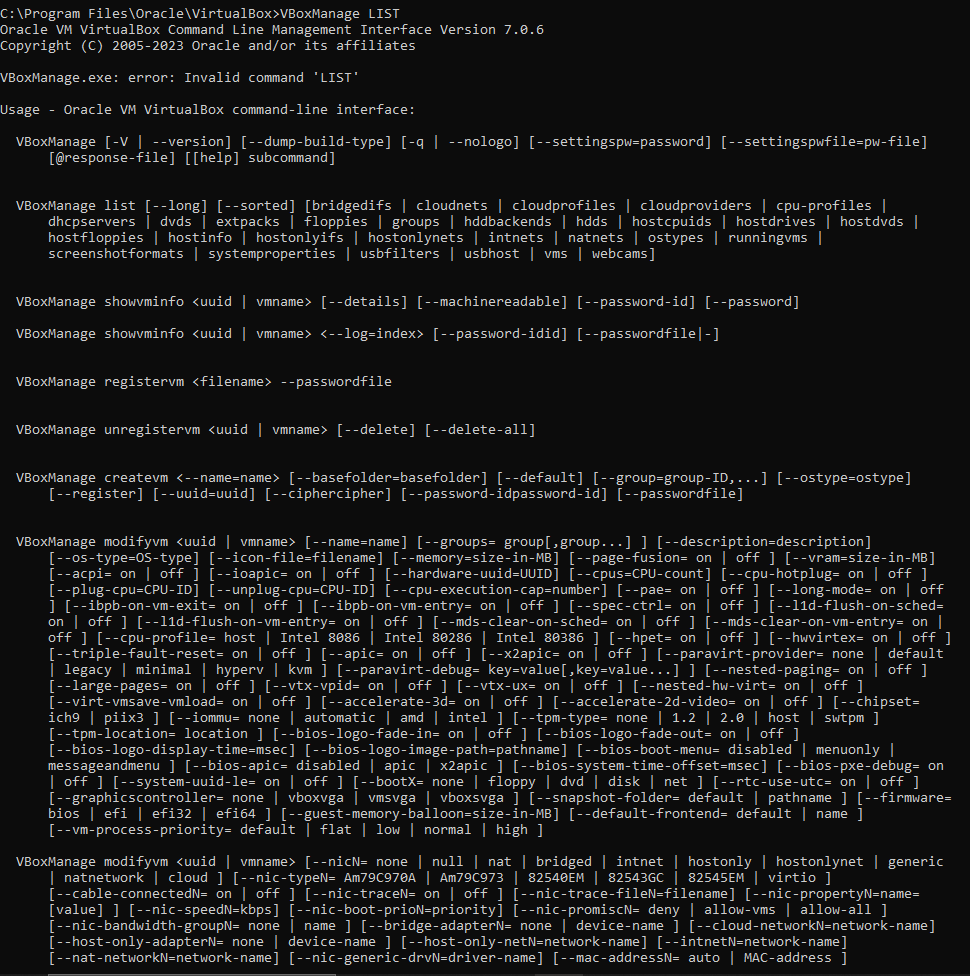 C:\Program Files\Oracle\VirtualBox>VBoxManage LIST
Oracle VM VirtualBox Command Line Management Interface Version 7.0.6
Copyright (C) 2005-2023 Oracle and/or its affiliates
VBoxManage.exe: error: Invalid command 'LIST'
Usage - Oracle VM VirtualBox command-line interface:
VBoxManage [-V | --version] [--dump-build-type] [-q | --nologo] [--settingspw=password] [--settingspwfile=pw-file]
[@response-file] [[help] subcommand]
VBoxManage list [--long] [--sorted] [bridgedifs | cloudnets | cloudprofiles | cloudproviders | cpu-profiles |
dhcpservers | dvds | extpacks | floppies | groups | hddbackends | hdds | hostcpuids | hostdrives | hostdvds |
hostfloppies | hostinfo | hostonlyifs | hostonlynets | intnets | natnets | ostypes | runningvms |
screenshotformats | systemproperties | usbfilters | usbhost | vms | webcams]
VBoxManage showvminfo <uuid | vmname> [--details] [--machinereadable] [--password-id] [--password]
VBoxManage showvminfo <uuid | vmname> <--log=index> [--password-idid] [--passwordfile|-]
VBoxManage registervm <filename> --passwordfile
VBoxManage unregistervm <uuid | vmname> [--delete] [--delete-all]
VBoxManage createvm <--name=name> [--basefolder=basefolder] [--default] [--group=group-ID,...] [--ostype=ostype]
[--register] [--uuid=uuid] [--ciphercipher] [--password-idpassword-id] [--passwordfile]
VBoxManage modifyvm <uuid | vmname> [--name=name] [--groups= group[,group...] ] [--description=description]
[--os-type=OS-type] [--icon-file=filename] [--memory=size-in-MB] [--page-fusion= on | off ] [--vram=size-in-MB]
[--acpi= on | off ] [--ioapic= on | off ] [--hardware-uuid=UUID] [--cpus=CPU-count] [--cpu-hotplug= on | off ]
[--plug-cpu=CPU-ID] [--unplug-cpu=CPU-ID] [--cpu-execution-cap=number] [--pae= on | off ] [--long-mode= on | off
] [--ibpb-on-vm-exit= on | off ] [--ibpb-on-vm-entry= on | off ] [--spec-ctrl= on | off ] [--l1d-flush-on-sched=
on | off ] [--l1d-flush-on-vm-entry= on | off ] [--mds-clear-on-sched= on | off ] [--mds-clear-on-vm-entry= on |
off ] [--cpu-profile= host | Intel 8086 | Intel 80286 | Intel 80386 ] [--hpet= on | off ] [--hwvirtex= on | off ]
[--triple-fault-reset= on | off ] [--apic= on | off ] [--x2apic= on | off ] [--paravirt-provider= none | default
| legacy | minimal | hyperv | kvm ] [--paravirt-debug= key=value[,key=value...] ] [--nested-paging= on | off ]
[--large-pages= on | off ] [--vtx-vpid= on | off ] [--vtx-ux= on | off ] [--nested-hw-virt= on | off ]
[--virt-vmsave-vmload= on | off ] [--accelerate-3d= on | off ] [--accelerate-2d-video= on | off ] [--chipset=
ich9 | piix3 ] [--iommu= none | automatic | amd | intel ] [--tpm-type= none | 1.2 | 2.0 | host | swtpm ]
[--tpm-location= location ] [--bios-logo-fade-in= on | off ] [--bios-logo-fade-out= on | off ]
[--bios-logo-display-time=msec] [--bios-logo-image-path=pathname] [--bios-boot-menu= disabled | menuonly |
messageandmenu ] [--bios-apic= disabled | apic | x2apic ] [--bios-system-time-offset=msec] [--bios-pxe-debug= on
| off ] [--system-uuid-le= on | off ] [--bootX= none | floppy | dvd | disk | net ] [--rtc-use-utc= on | off ]
[--graphicscontroller= none | vboxvga | vmsvga | vboxsvga ] [--snapshot-folder= default | pathname ] [--firmware=
bios | efi | efi32 | efi64 ] [--guest-memory-balloon=size-in-MB] [--default-frontend= default | name ]
[--vm-process-priority= default | flat | low | normal | high ]
VBoxManage modifyvm <uuid | vmname> [--nicN= none | null | nat | bridged | intnet | hostonly | hostonlynet | generic
| natnetwork | cloud ] [--nic-typeN= Am79C970A | Am79C973 | 82540EM | 82543GC | 82545EM | virtio ]
[--cable-connectedN= on | off ] [--nic-traceN= on | off ] [--nic-trace-fileN=filename] [--nic-propertyN=name=
[value] ] [--nic-speedN=kbps] [--nic-boot-prioN=priority] [--nic-promiscN= deny | allow-vms | allow-all ]
[--nic-bandwidth-groupN= none | name ] [--bridge-adapterN= none | device-name ] [--cloud-networkN=network-name]
[--host-only-adapterN= none | device-name ] [--host-only-netN=network-name] [--intnetN=network-name]
[--nat-networkN=network-name] [--nic-generic-drvN=driver-name] [--mac-addressN= auto | MAC-address ]